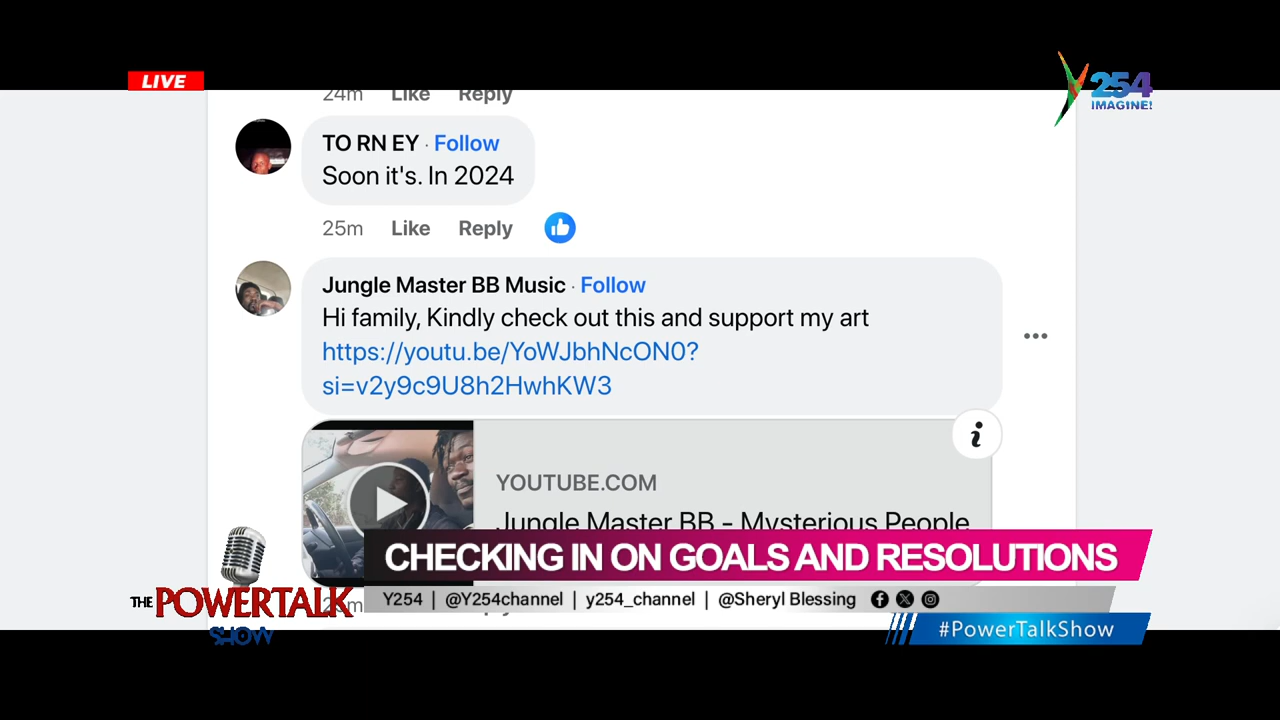 LIVE
254
IMAGINE!
24m Like Reply
TO RN EY · Follow
Soon it's. In 2024
25m Like Reply
Jungle Master BB Music · Follow
Hi family, Kindly check out this and support my art
https://youtu.be/YoWJbhNcON0?
si=v2y9c9U8h2HwhKW3
YOUTUBE.COM
Jungle Master BB - Mysterious People
CHECKING IN ON GOALS AND RESOLUTIONS
THE POWERTALK
SHOW
Y254 | @Y254channel | y254_channel | @Sheryl Blessing
#PowerTalkShow